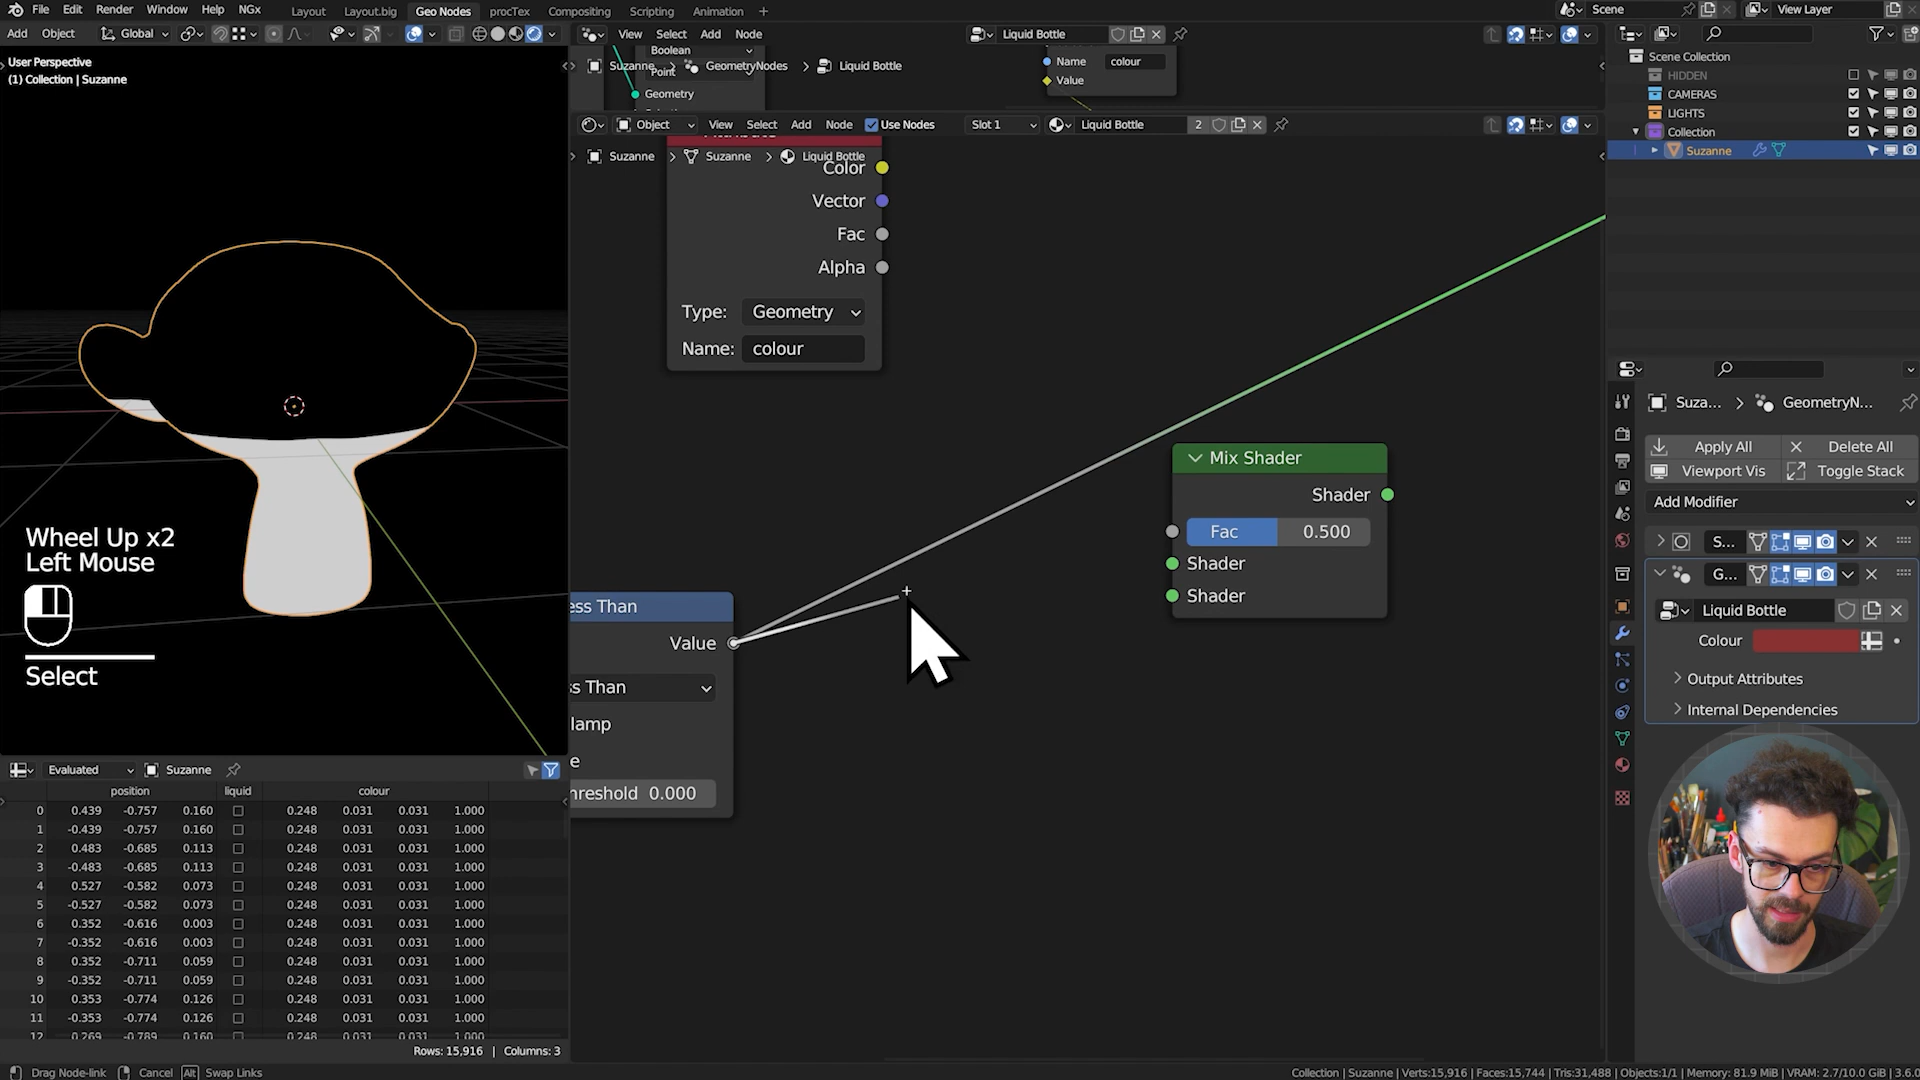 File Edit Render Window Help NGx Layout Layout.big Geo Nodes procTex Compositing Scripting Animation + Scene View Layer
Add Object Global
View Select Add Node Liquid Bottle
User Perspective
(1) Collection | Suzanne
Boolean
Suzanne > GeometryNodes > Liquid Bottle
Point
Geometry
Name colour
Value
Object View Select Add Node Use Nodes Slot 1 Liquid Bottle 2
Suzanne > Suzanne > Liquid Bottle
Color
Vector
Fac
Alpha
Type: Geometry
Name: colour
Mix Shader
Shader
Fac 0.500
Shader
Shader
ess Than
Value
ss Than
lamp
e
hreshold 0.000
Wheel Up x2
Left Mouse
Select
Scene Collection
HIDDEN
CAMERAS
LIGHTS
Collection
Suzanne
Suza... > GeometryN...
Apply All Delete All
Viewport Vis Toggle Stack
Add Modifier
S...
G...
Liquid Bottle
Colour
Output Attributes
Internal Dependencies
Evaluated Suzanne
position liquid colour
0 0.439 -0.757 0.160 0.248 0.031 0.031 1.000
1 -0.439 -0.757 0.160 0.248 0.031 0.031 1.000
2 0.483 -0.685 0.113 0.248 0.031 0.031 1.000
3 -0.483 -0.685 0.113 0.248 0.031 0.031 1.000
4 0.527 -0.582 0.073 0.248 0.031 0.031 1.000
5 -0.527 -0.582 0.073 0.248 0.031 0.031 1.000
6 0.352 -0.616 0.003 0.248 0.031 0.031 1.000
7 -0.352 -0.616 0.003 0.248 0.031 0.031 1.000
8 0.352 -0.711 0.059 0.248 0.031 0.031 1.000
9 -0.352 -0.711 0.059 0.248 0.031 0.031 1.000
10 0.353 -0.774 0.126 0.248 0.031 0.031 1.000
11 -0.353 -0.774 0.126 0.248 0.031 0.031 1.000
12 0.269 -0.789 0.160 0.248 0.031 0.031 1.000
Rows: 15,916 | Columns: 3
Drag Node-link Cancel Alt Swap Links
Collection | Suzanne | Verts:15,916 | Faces:15,744 | Tris:31,488 | Objects:1/1 | Memory: 81.9 MiB | VRAM: 2.7/10.0 GiB | 3.6.0